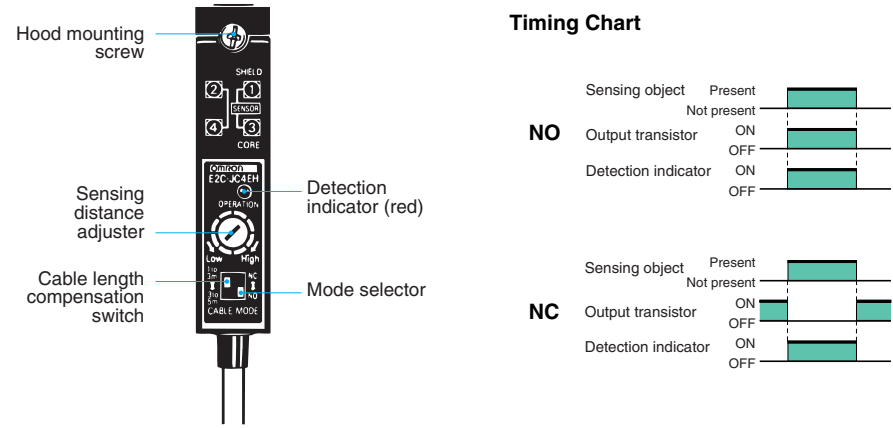 Hood mounting
screw
SHIELD
2 1
SENSOR
4 3
CORE
OMRON
E2C-JC4EH
OPERATION
Low High
Sensing
distance
adjuster
Detection
indicator (red)
Cable length
compensation
switch
1 to
3m
3 to
5m
NC
NO
CABLE MODE
Mode selector
Timing Chart
NO
Sensing object Present
Not present
Output transistor ON
OFF
Detection indicator ON
OFF
NC
Sensing object Present
Not present
Output transistor ON
OFF
Detection indicator ON
OFF